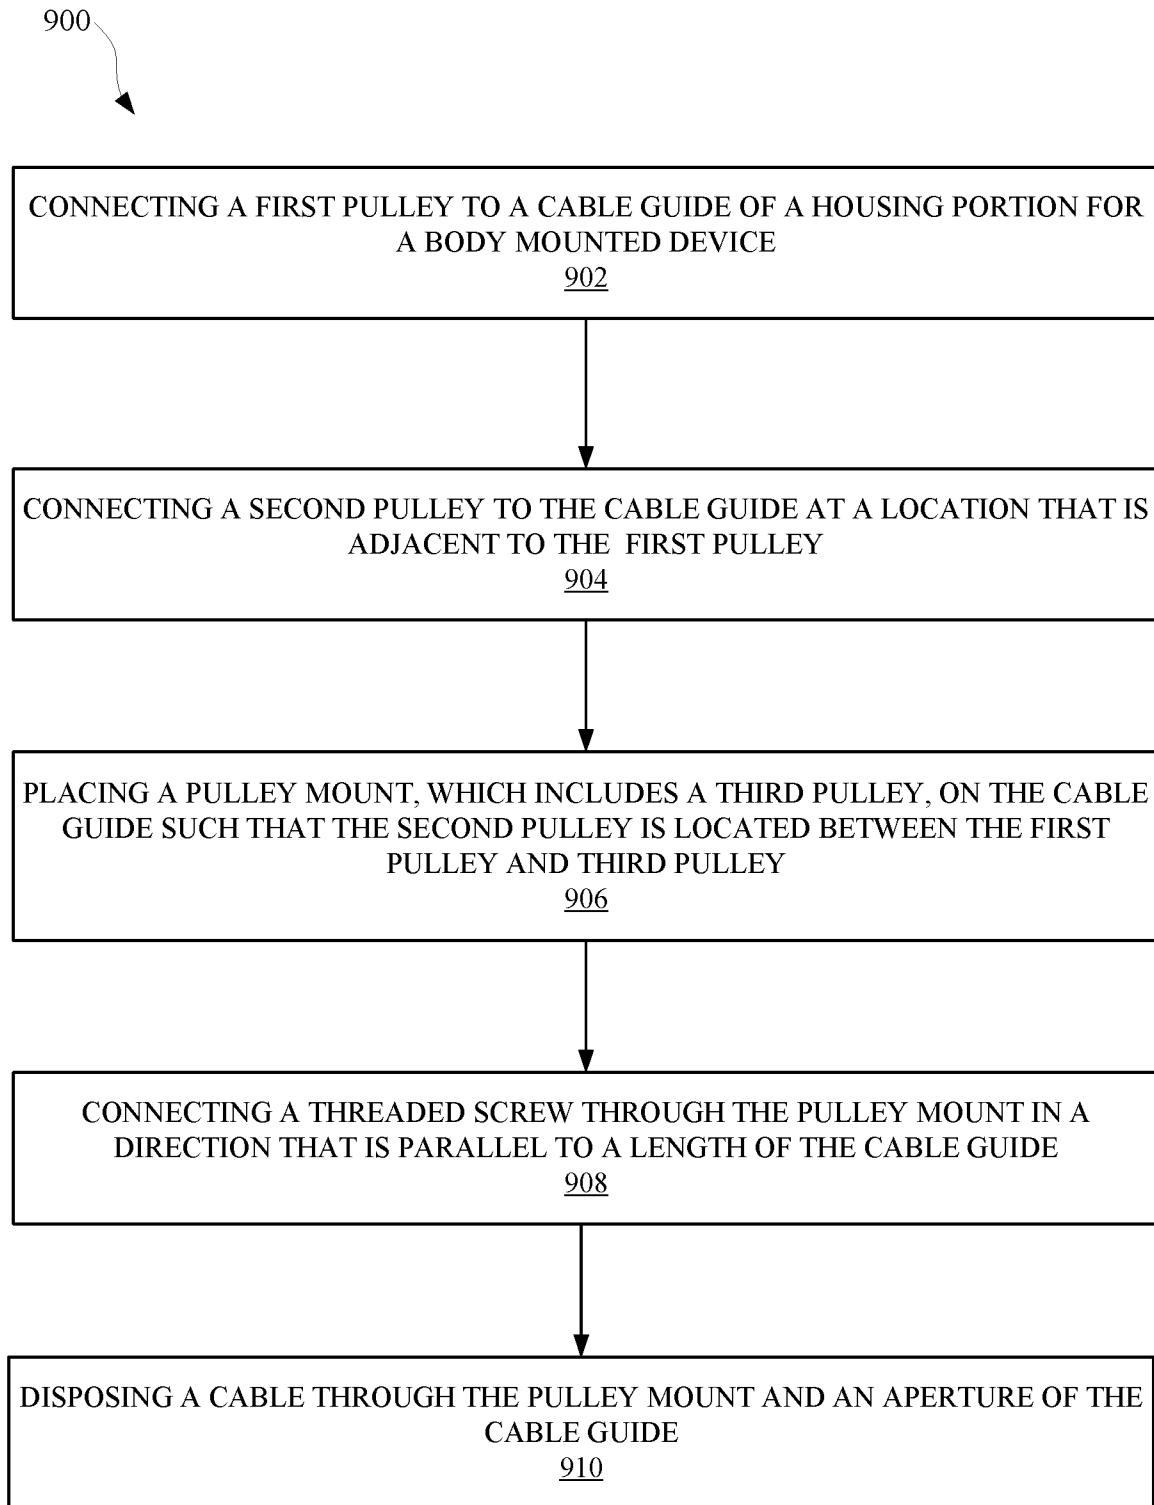 900
CONNECTING A FIRST PULLEY TO A CABLE GUIDE OF A HOUSING PORTION FOR
A BODY MOUNTED DEVICE
902
CONNECTING A SECOND PULLEY TO THE CABLE GUIDE AT A LOCATION THAT IS
ADJACENT TO THE FIRST PULLEY
904
PLACING A PULLEY MOUNT, WHICH INCLUDES A THIRD PULLEY, ON THE CABLE
GUIDE SUCH THAT THE SECOND PULLEY IS LOCATED BETWEEN THE FIRST
PULLEY AND THIRD PULLEY
906
CONNECTING A THREADED SCREW THROUGH THE PULLEY MOUNT IN A
DIRECTION THAT IS PARALLEL TO A LENGTH OF THE CABLE GUIDE
908
DISPOSING A CABLE THROUGH THE PULLEY MOUNT AND AN APERTURE OF THE
CABLE GUIDE
910